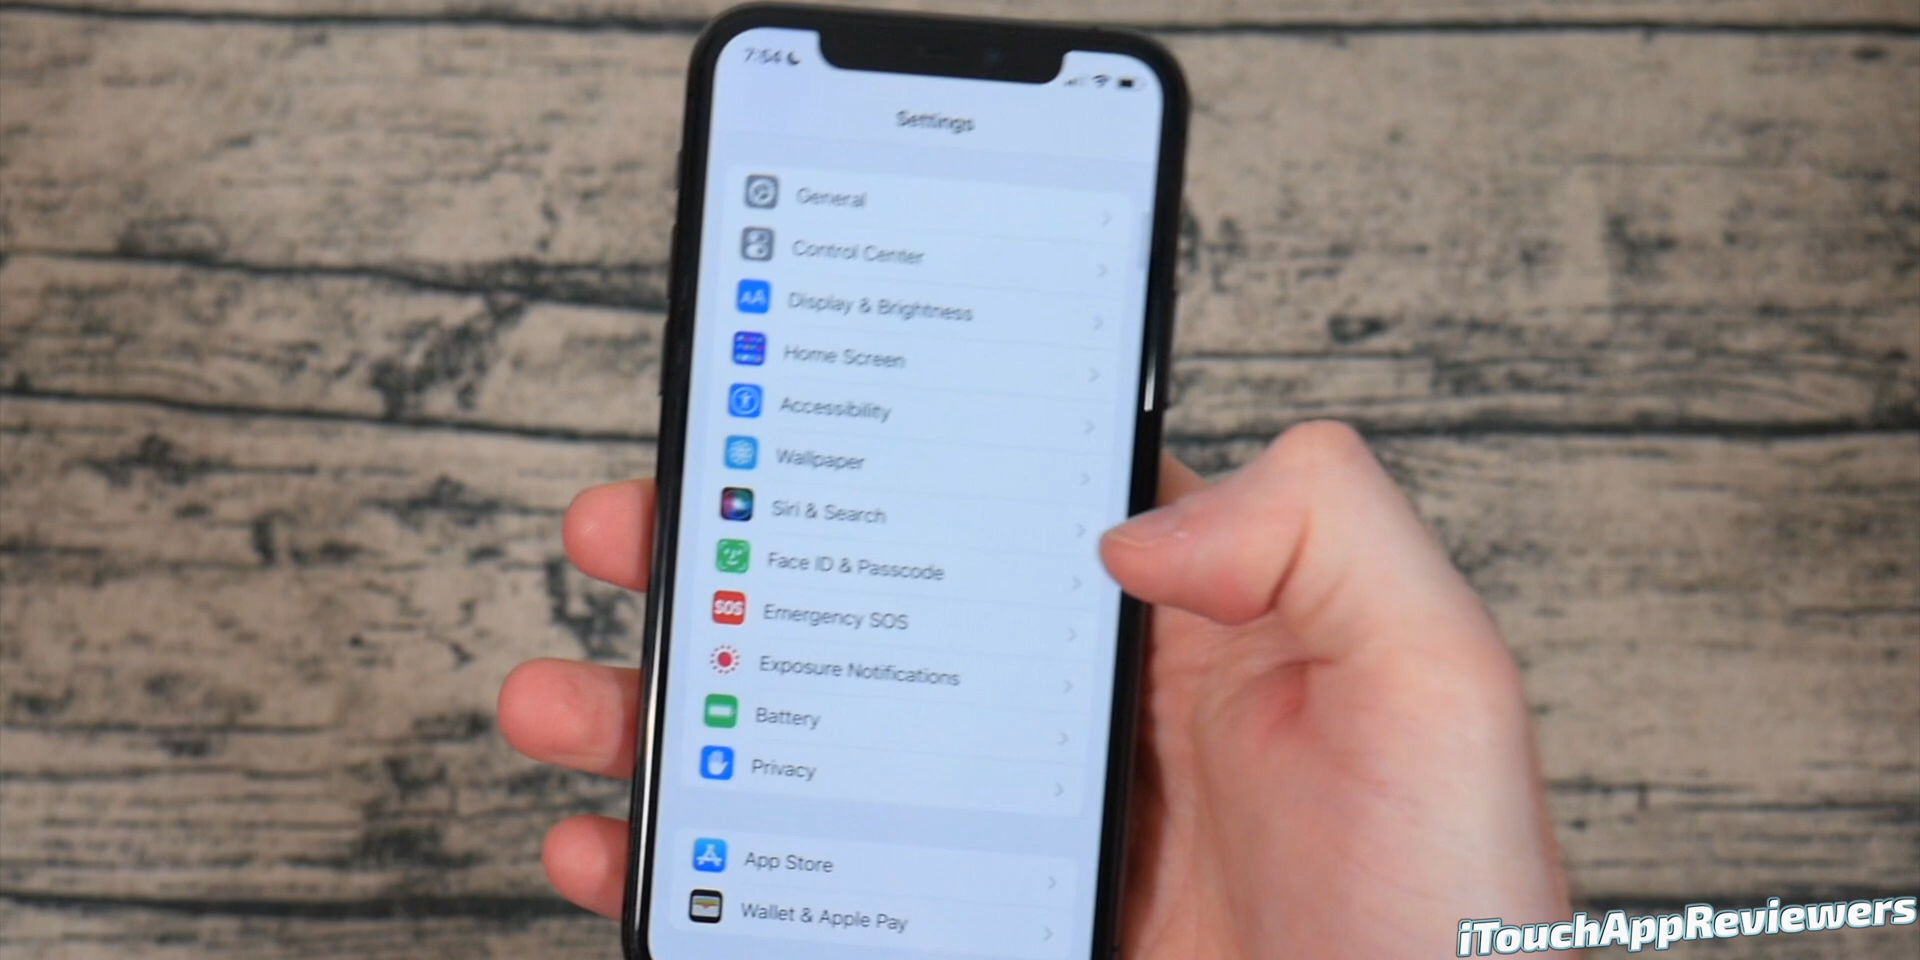 7:54
Settings
General
Control Center
Display & Brightness
Home Screen
Accessibility
Wallpaper
Siri & Search
Face ID & Passcode
SOS
Emergency SOS
Exposure Notifications
Battery
Privacy
App Store
Wallet & Apple Pay
iTouchAppReviewers